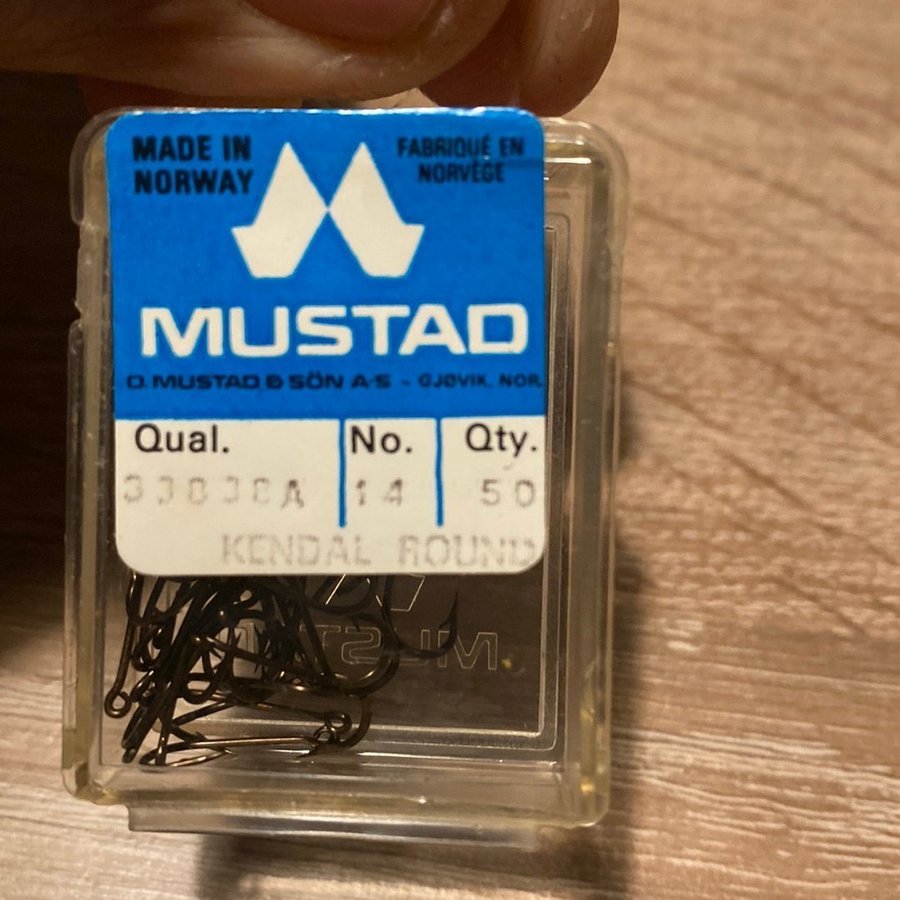 MADE IN
NORWAY
FABRIQUÉ EN
NORVÈGE
MUSTAD
O. MUSTAD & SÖN A-S - GJØVIK, NOR.
Qual. No. Qty.
14 50
KENDAL ROUND